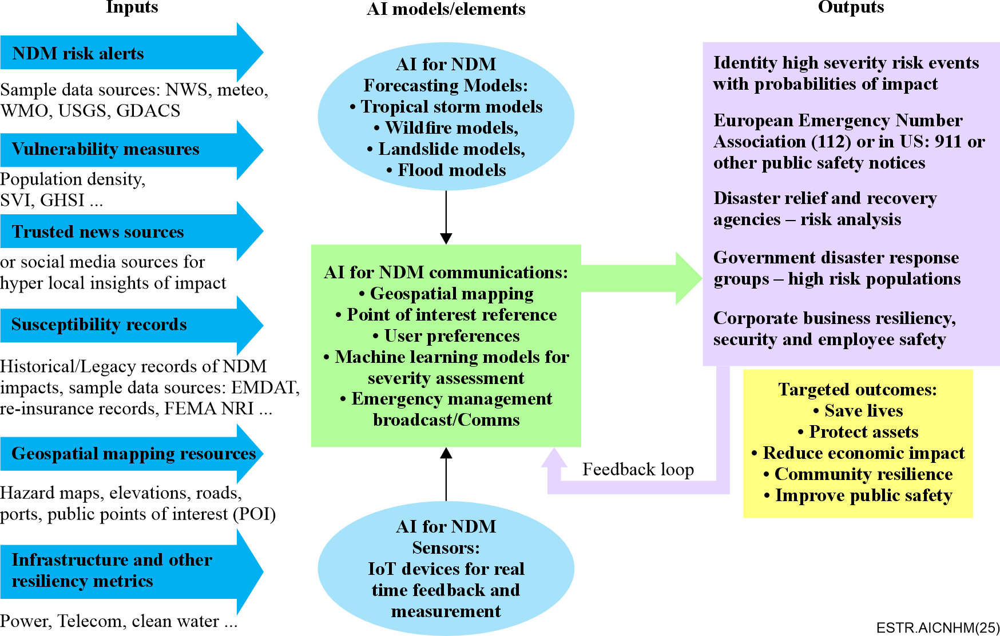 Inputs
NDM risk alerts
Sample data sources: NWS, meteo,
WMO, USGS, GDACS
Vulnerability measures
Population density,
SVI, GHSI ...
Trusted news sources
or social media sources for
hyper local insights of impact
Susceptibility records
Historical/Legacy records of NDM
impacts, sample data sources: EMDAT,
re-insurance records, FEMA NRI ...
Geospatial mapping resources
Hazard maps, elevations, roads,
ports, public points of interest (POI)
Infrastructure and other
resiliency metrics
Power, Telecom, clean water ...
AI models/elements
AI for NDM
Forecasting Models:
• Tropical storm models
• Wildfire models,
• Landslide models,
• Flood models
AI for NDM communications:
• Geospatial mapping
• Point of interest reference
• User preferences
• Machine learning models for
severity assessment
• Emergency management
broadcast/Comms
Feedback loop
AI for NDM
Sensors:
IoT devices for real
time feedback and
measurement
Outputs
Identity high severity risk events
with probabilities of impact
European Emergency Number
Association (112) or in US: 911 or
other public safety notices
Disaster relief and recovery
agencies – risk analysis
Government disaster response
groups – high risk populations
Corporate business resiliency,
security and employee safety
Targeted outcomes:
• Save lives
• Protect assets
• Reduce economic impact
• Community resilience
• Improve public safety
ESTR.AICNHM(25)